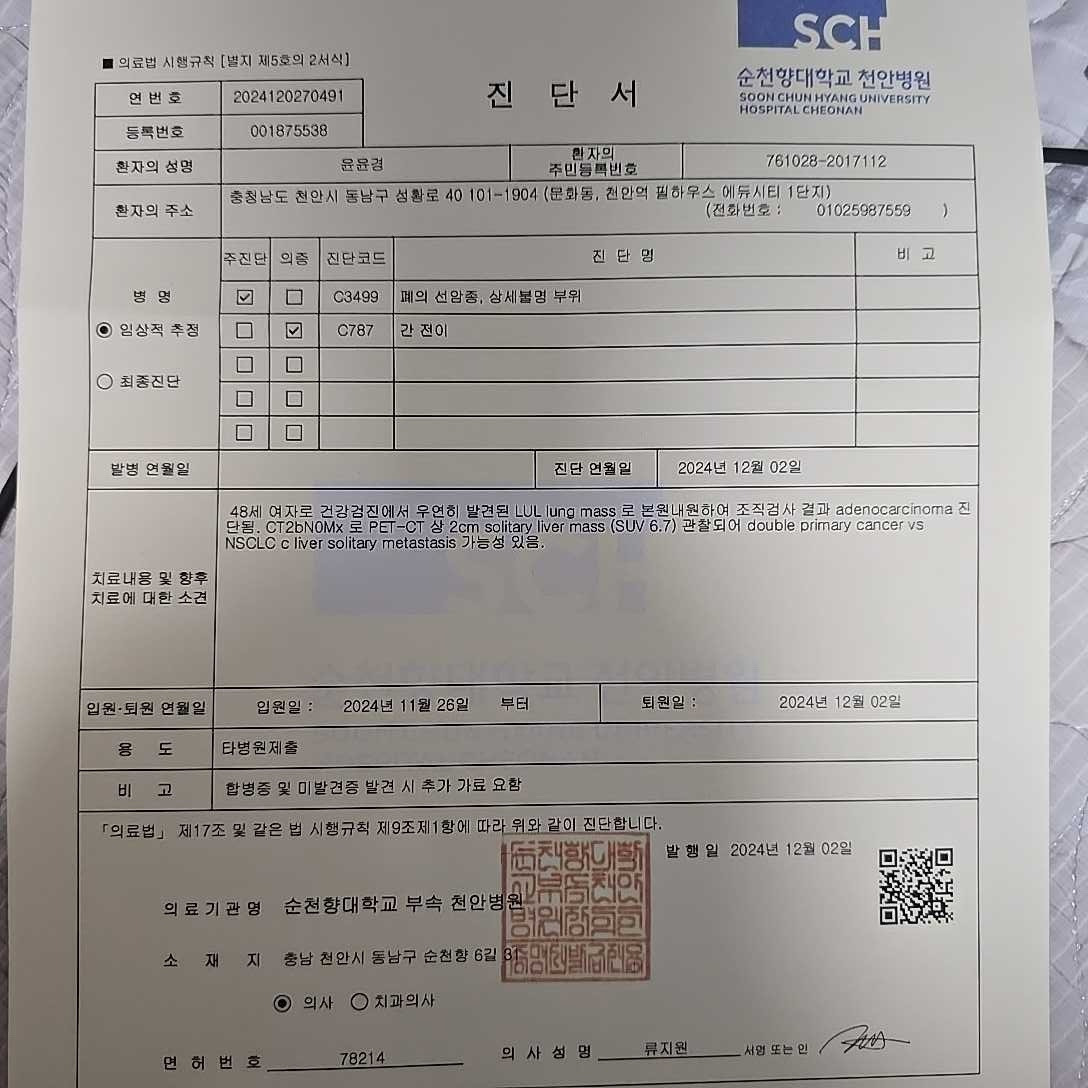 SCH
순천향대학교 천안병원
SOON CHUN HYANG UNIVERSITY
HOSPITAL CHEONAN
■ 의료법 시행규칙 [별지 제5호의 2서식]
진 단 서
연 번 호 2024120270491
등록번호 001875538
환자의 성명 윤윤경 환자의 주민등록번호 761028-2017112
환자의 주소 충청남도 천안시 동남구 성황로 40 101-1904 (문화동, 천안역 필하우스 에듀시티 1단지)
(전화번호 : 01025987559 )
병 명 주진단 의증 진단코드 진 단 명 비 고
☑ ☐ C3499 폐의 선암종, 상세불명 부위
◉ 임상적 추정 ☐ ☑ C787 간 전이
○ 최종진단
발병 연월일 진단 연월일 2024년 12월 02일
치료내용 및 향후 치료에 대한 소견
48세 여자로 건강검진에서 우연히 발견된 LUL lung mass 로 본원내원하여 조직검사 결과 adenocarcinoma 진
단됨. CT2bN0Mx 로 PET-CT 상 2cm solitary liver mass (SUV 6.7) 관찰되어 double primary cancer vs
NSCLC c liver solitary metastasis 가능성 있음.
입원·퇴원 연월일 입원일 : 2024년 11월 26일 부터 퇴원일 : 2024년 12월 02일
용 도 타병원제출
비 고 합병증 및 미발견증 발견 시 추가 가료 요함
「의료법」 제17조 및 같은 법 시행규칙 제9조제1항에 따라 위와 같이 진단합니다.
발 행 일 2024년 12월 02일
의 료 기 관 명 순천향대학교 부속 천안병원
소 재 지 충남 천안시 동남구 순천향 6길 31
◉ 의사 ○ 치과의사
면 허 번 호 78214 의 사 성 명 류지원 서명 또는 인